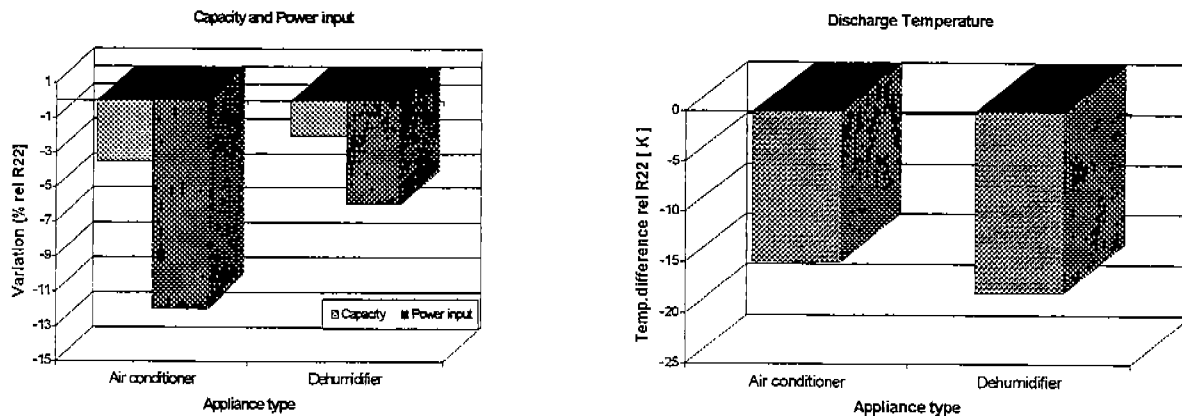 Capacity and Power input
1
-1
-3
-5
-7
-9
-11
-13
-15
Variation (% rel R22]
Capacity Power input
Air conditioner Dehumidifier
Appliance type
Discharge Temperature
0
-5
-10
-15
-20
-25
Temp.difference rel R22 [ K]
Air conditioner Dehumidifier
Appliance type